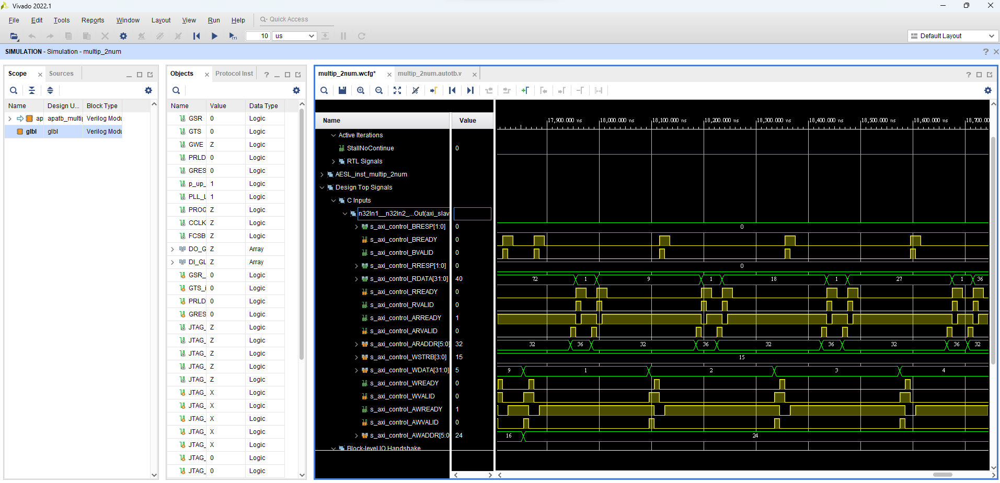 Vivado 2022.1
File Edit Tools Reports Window Layout View Run Help Quick Access
10 us Default Layout
SIMULATION - Simulation - multip_2num
Scope Sources
Name Design U... Block Type
ap apatb_multip Verilog Modu
glbl glbl Verilog Modu
Objects Protocol Inst
Name Value Data Type
GSR 0 Logic
GTS 0 Logic
GWE Z Logic
PRLD 0 Logic
GRES 0 Logic
p_up_ 1 Logic
PLL_L 1 Logic
PROG Z Logic
CCLK Z Logic
FCSB Z Logic
DO_G Z Array
DI_GL Z Array
GSR_ 0 Logic
GTS_i 0 Logic
PRLD 0 Logic
GRES 0 Logic
JTAG_ Z Logic
JTAG_ Z Logic
JTAG_ Z Logic
JTAG_ Z Logic
JTAG_ Z Logic
JTAG_ X Logic
JTAG_ X Logic
JTAG_ X Logic
JTAG_ X Logic
JTAG_ X Logic
JTAG_ 0 Logic
JTAG_ 0 Logic
multip_2num.wcfg* multip_2num.autotb.v
Name Value
17,900.000 ns 18,000.000 ns 18,100.000 ns 18,200.000 ns 18,300.000 ns 18,400.000 ns 18,500.000 ns 18,600.000 ns 18,700.00
Active Iterations
StallNoContinue 0
RTL Signals
AESL_inst_multip_2num
Design Top Signals
C Inputs
n32In1__n32In2_...Out(axi_slav
s_axi_control_BRESP[1:0] 0 0
s_axi_control_BREADY 0
s_axi_control_BVALID 0
s_axi_control_RRESP[1:0] 0 0
s_axi_control_RDATA[31:0] 40 72 1 9 1 18 1 27 1 36
s_axi_control_RREADY 0
s_axi_control_RVALID 0
s_axi_control_ARREADY 1
s_axi_control_ARVALID 0
s_axi_control_ARADDR[5:0] 32 32 36 32 36 32 36 32 36 32
s_axi_control_WSTRB[3:0] 15 15
s_axi_control_WDATA[31:0] 5 9 1 2 3 4
s_axi_control_WREADY 0
s_axi_control_WVALID 0
s_axi_control_AWREADY 1
s_axi_control_AWVALID 0
s_axi_control_AWADDR[5:0 24 16 24
Block-level IO Handshake